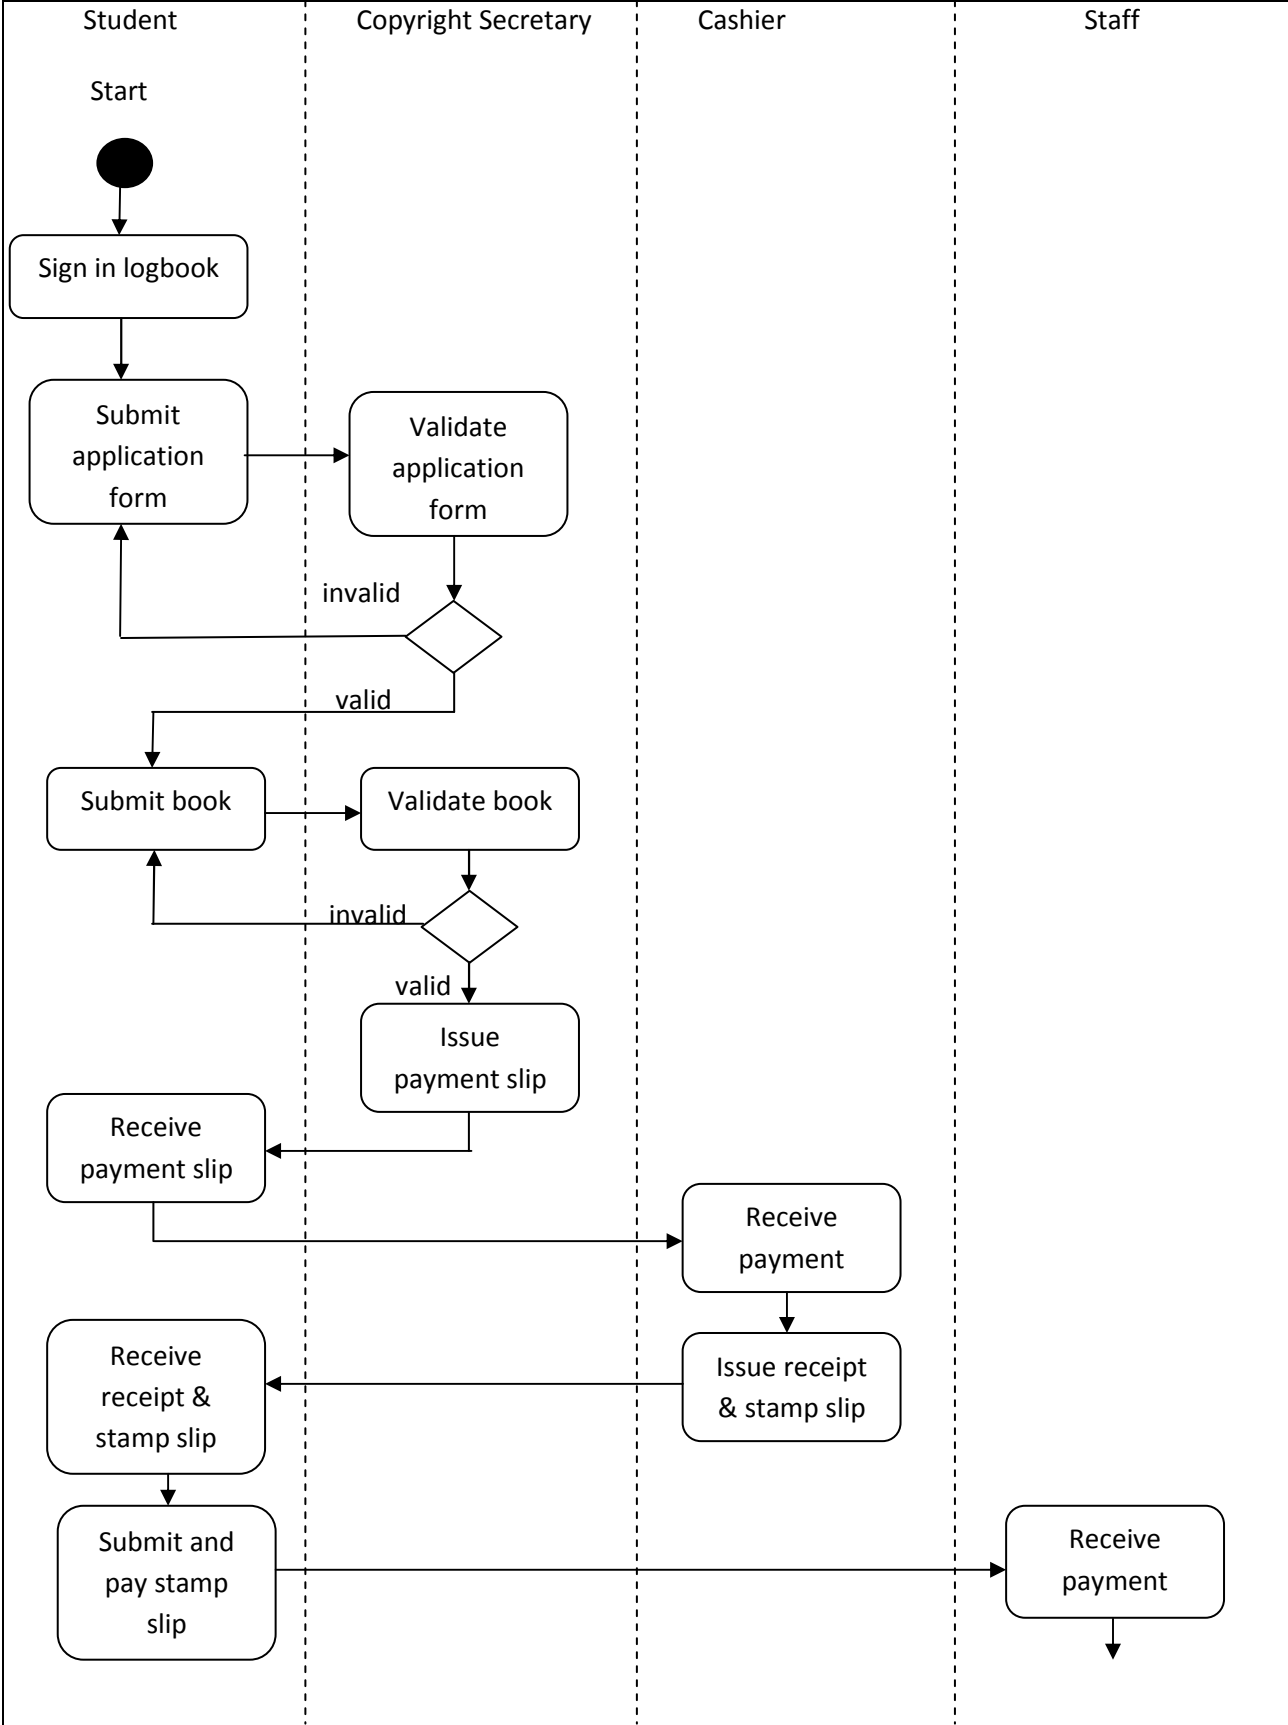 Student
Copyright Secretary
Cashier
Staff
Start
Sign in logbook
Submit
application
form
Validate
application
form
invalid
valid
Submit book
Validate book
invalid
valid
Issue
payment slip
Receive
payment slip
Receive
payment
Issue receipt
& stamp slip
Receive
receipt &
stamp slip
Submit and
pay stamp
slip
Receive
payment